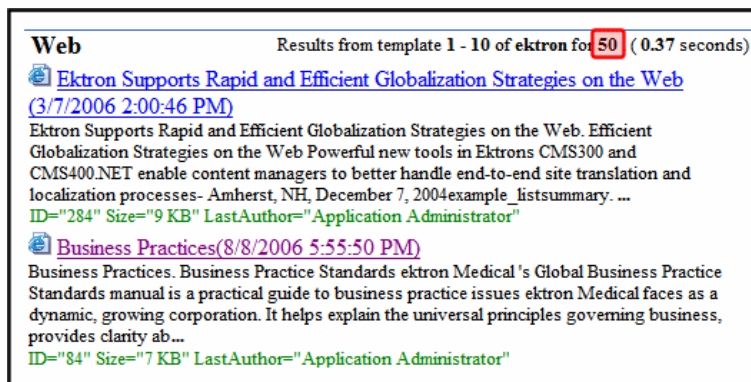 Web Results from template 1 - 10 of ektron for 50 ( 0.37 seconds)
Ektron Supports Rapid and Efficient Globalization Strategies on the Web
(3/7/2006 2:00:46 PM)
Ektron Supports Rapid and Efficient Globalization Strategies on the Web. Efficient
Globalization Strategies on the Web Powerful new tools in Ektrons CMS300 and
CMS400.NET enable content managers to better handle end-to-end site translation and
localization processes- Amherst, NH, December 7, 2004example_listsummary. ...
ID="284" Size="9 KB" LastAuthor="Application Administrator"
Business Practices(8/8/2006 5:55:50 PM)
Business Practices. Business Practice Standards ektron Medical 's Global Business Practice
Standards manual is a practical guide to business practice issues ektron Medical faces as a
dynamic, growing corporation. It helps explain the universal principles governing business,
provides clarity ab...
ID="84" Size="7 KB" LastAuthor="Application Administrator"